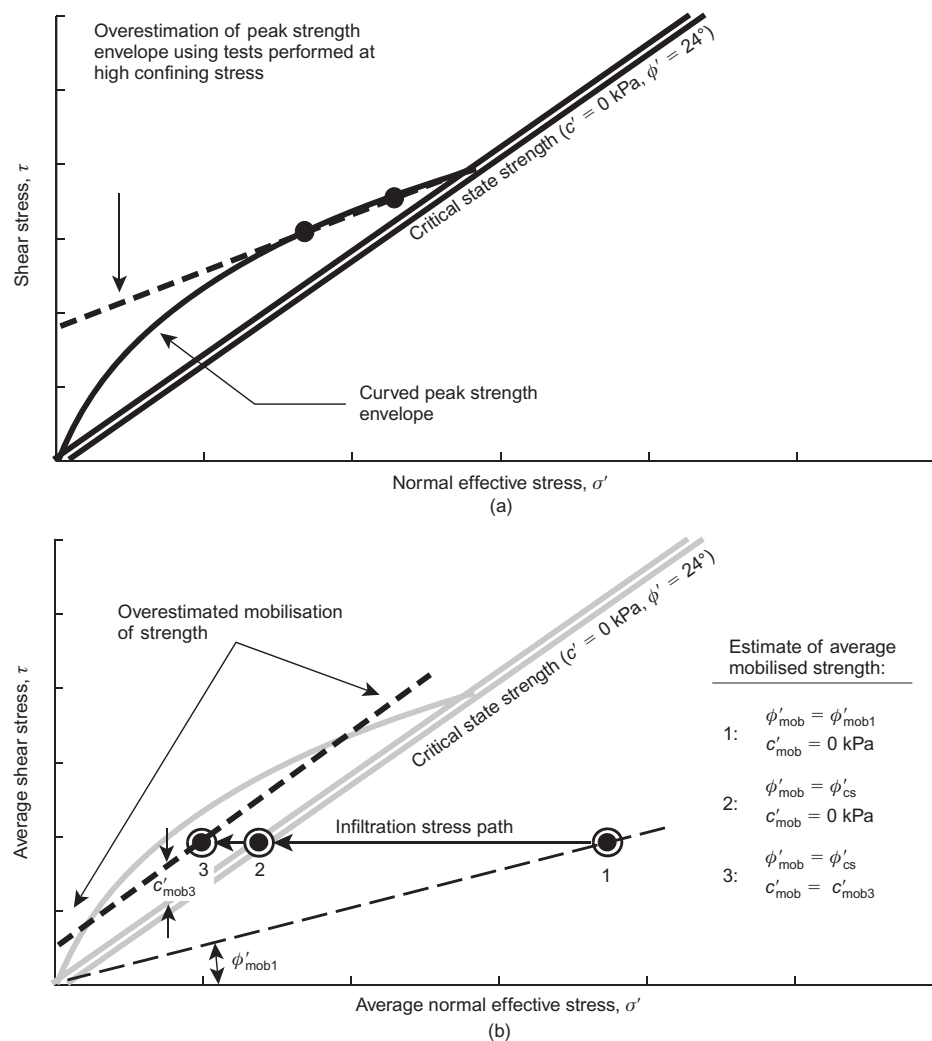 Overestimation of peak strength
envelope using tests performed at
high confining stress
Critical state strength (c′ = 0 kPa, ϕ′ = 24°)
Shear stress, τ
Curved peak strength
envelope
Normal effective stress, σ′
(a)
Overestimated mobilisation
of strength
Critical state strength (c′ = 0 kPa, ϕ′ = 24°)
Average shear stress, τ
Infiltration stress path
3
2
1
c′mob3
ϕ′mob1
Estimate of average
mobilised strength:
1:
ϕ′mob = ϕ′mob1
c′mob = 0 kPa
2:
ϕ′mob = ϕ′cs
c′mob = 0 kPa
3:
ϕ′mob = ϕ′cs
c′mob = c′mob3
Average normal effective stress, σ′
(b)